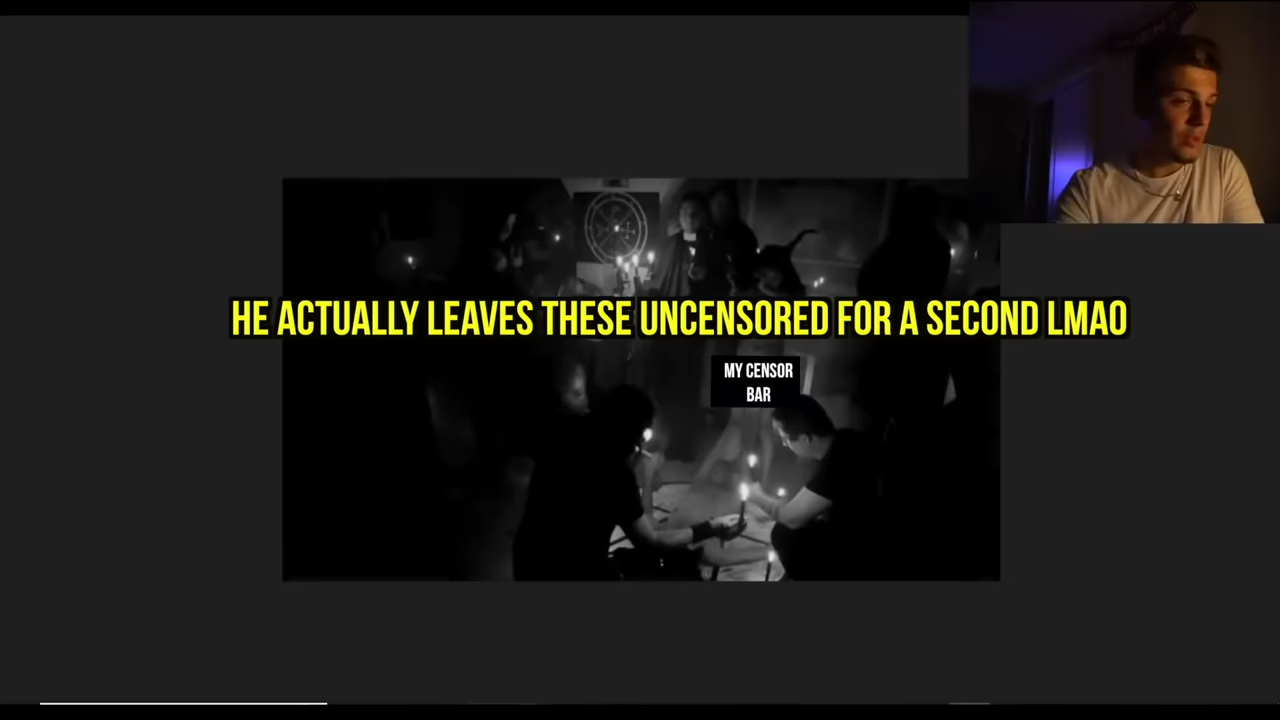 HE ACTUALLY LEAVES THESE UNCENSORED FOR A SECOND LMAO
MY CENSOR
BAR